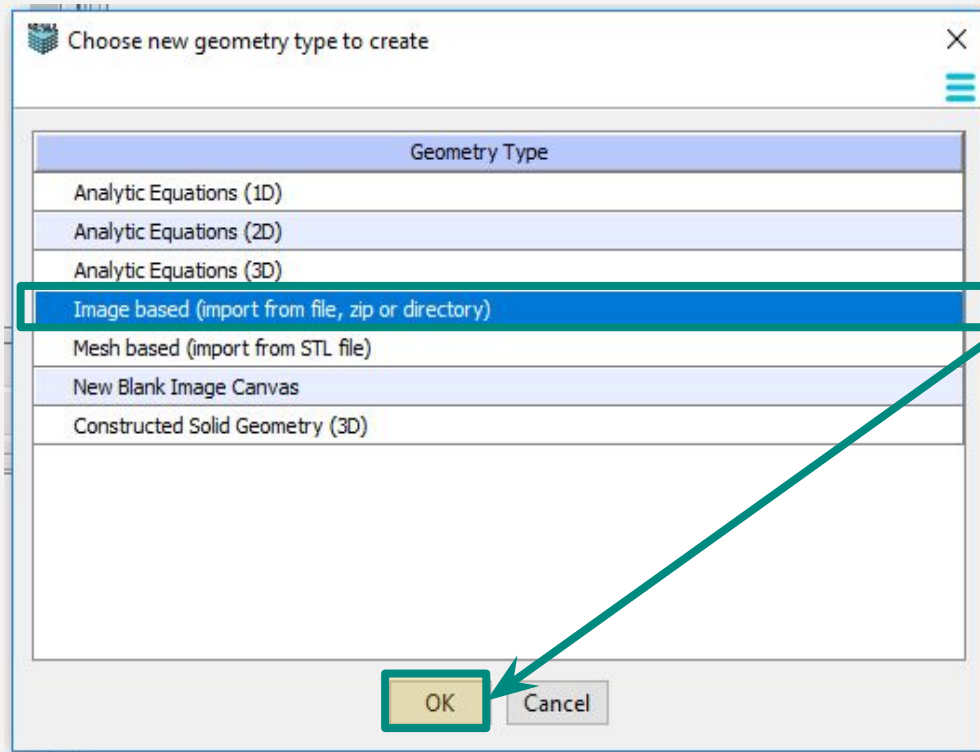 Choose new geometry type to create
Geometry Type
Analytic Equations (1D)
Analytic Equations (2D)
Analytic Equations (3D)
Image based (import from file, zip or directory)
Mesh based (import from STL file)
New Blank Image Canvas
Constructed Solid Geometry (3D)
OK Cancel